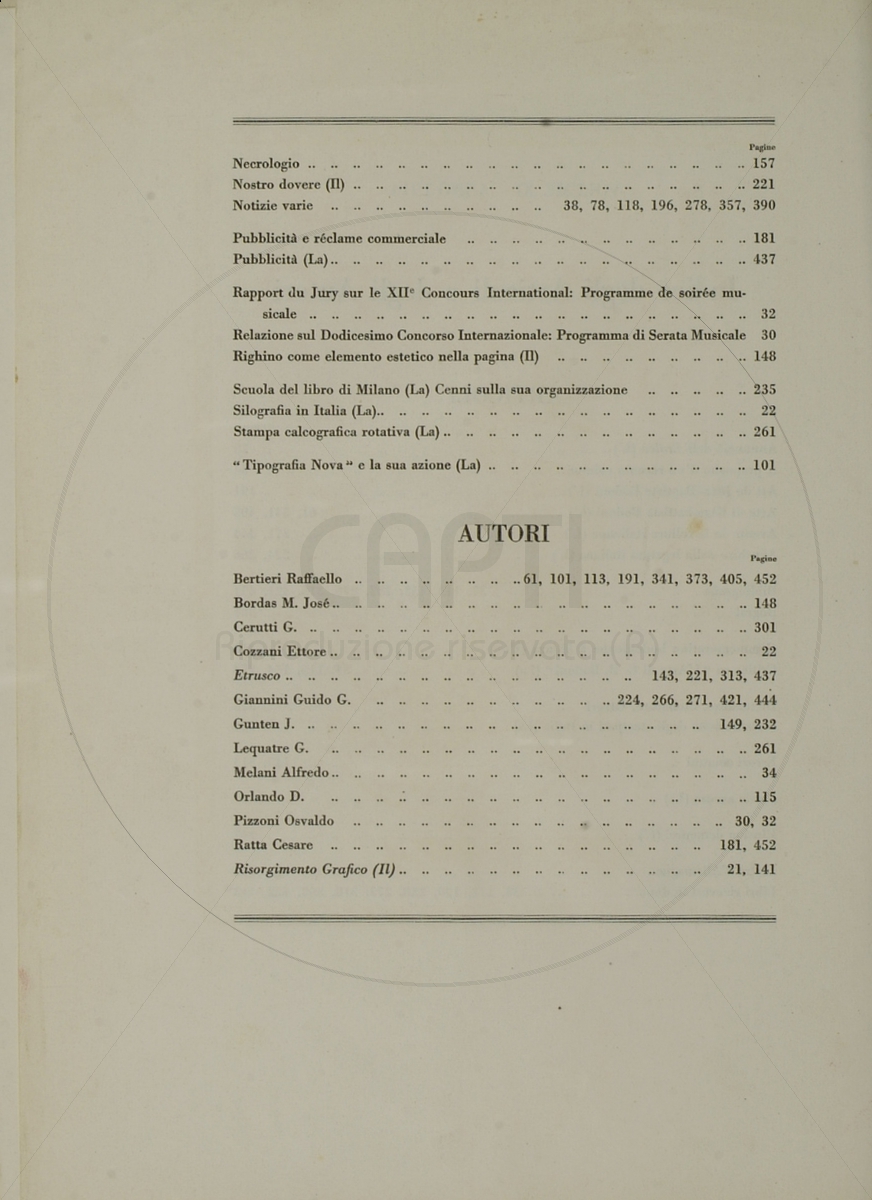 Pagine
Necrologio .. .. .. .. .. .. .. .. .. .. .. .. .. .. .. .. .. .. .. .. 157
Nostro dovere (Il) .. .. .. .. .. .. .. .. .. .. .. .. .. .. .. .. .. .. 221
Notizie varie .. .. .. .. .. .. .. .. .. .. 38, 78, 118, 196, 278, 357, 390
Pubblicità e réclame commerciale .. .. .. .. .. .. .. .. .. .. .. .. .. 181
Pubblicità (La) .. .. .. .. .. .. .. .. .. .. .. .. .. .. .. .. .. .. .. 437
Rapport du Jury sur le XIIe Concours International: Programme de soirée mu-
sicale .. .. .. .. .. .. .. .. .. .. .. .. .. .. .. .. .. .. .. .. 32
Relazione sul Dodicesimo Concorso Internazionale: Programma di Serata Musicale 30
Righino come elemento estetico nella pagina (Il) .. .. .. .. .. .. .. .. .. 148
Scuola del libro di Milano (La) Cenni sulla sua organizzazione .. .. .. .. .. 235
Silografia in Italia (La) .. .. .. .. .. .. .. .. .. .. .. .. .. .. .. .. .. 22
Stampa calcografica rotativa (La) .. .. .. .. .. .. .. .. .. .. .. .. .. .. 261
“Tipografia Nova” e la sua azione (La) .. .. .. .. .. .. .. .. .. .. .. .. 101
AUTORI
Pagine
Bertieri Raffaello .. .. .. .. .. .. .. .. 61, 101, 113, 191, 341, 373, 405, 452
Bordas M. José .. .. .. .. .. .. .. .. .. .. .. .. .. .. .. .. .. .. .. 148
Cerutti G. .. .. .. .. .. .. .. .. .. .. .. .. .. .. .. .. .. .. .. .. 301
Cozzani Ettore .. .. .. .. .. .. .. .. .. .. .. .. .. .. .. .. .. .. .. 22
Etrusco .. .. .. .. .. .. .. .. .. .. .. .. .. .. .. .. 143, 221, 313, 437
Giannini Guido G. .. .. .. .. .. .. .. .. .. .. .. 224, 266, 271, 421, 444
Gunten J. .. .. .. .. .. .. .. .. .. .. .. .. .. .. .. .. .. .. 149, 232
Lequatre G. .. .. .. .. .. .. .. .. .. .. .. .. .. .. .. .. .. .. .. 261
Melani Alfredo .. .. .. .. .. .. .. .. .. .. .. .. .. .. .. .. .. .. .. 34
Orlando D. .. .. .. .. .. .. .. .. .. .. .. .. .. .. .. .. .. .. .. 115
Pizzoni Osvaldo .. .. .. .. .. .. .. .. .. .. .. .. .. .. .. .. .. 30, 32
Ratta Cesare .. .. .. .. .. .. .. .. .. .. .. .. .. .. .. .. .. 181, 452
Risorgimento Grafico (Il) .. .. .. .. .. .. .. .. .. .. .. .. .. .. 21, 141
CAPTI
Riproduzione riservata (R)